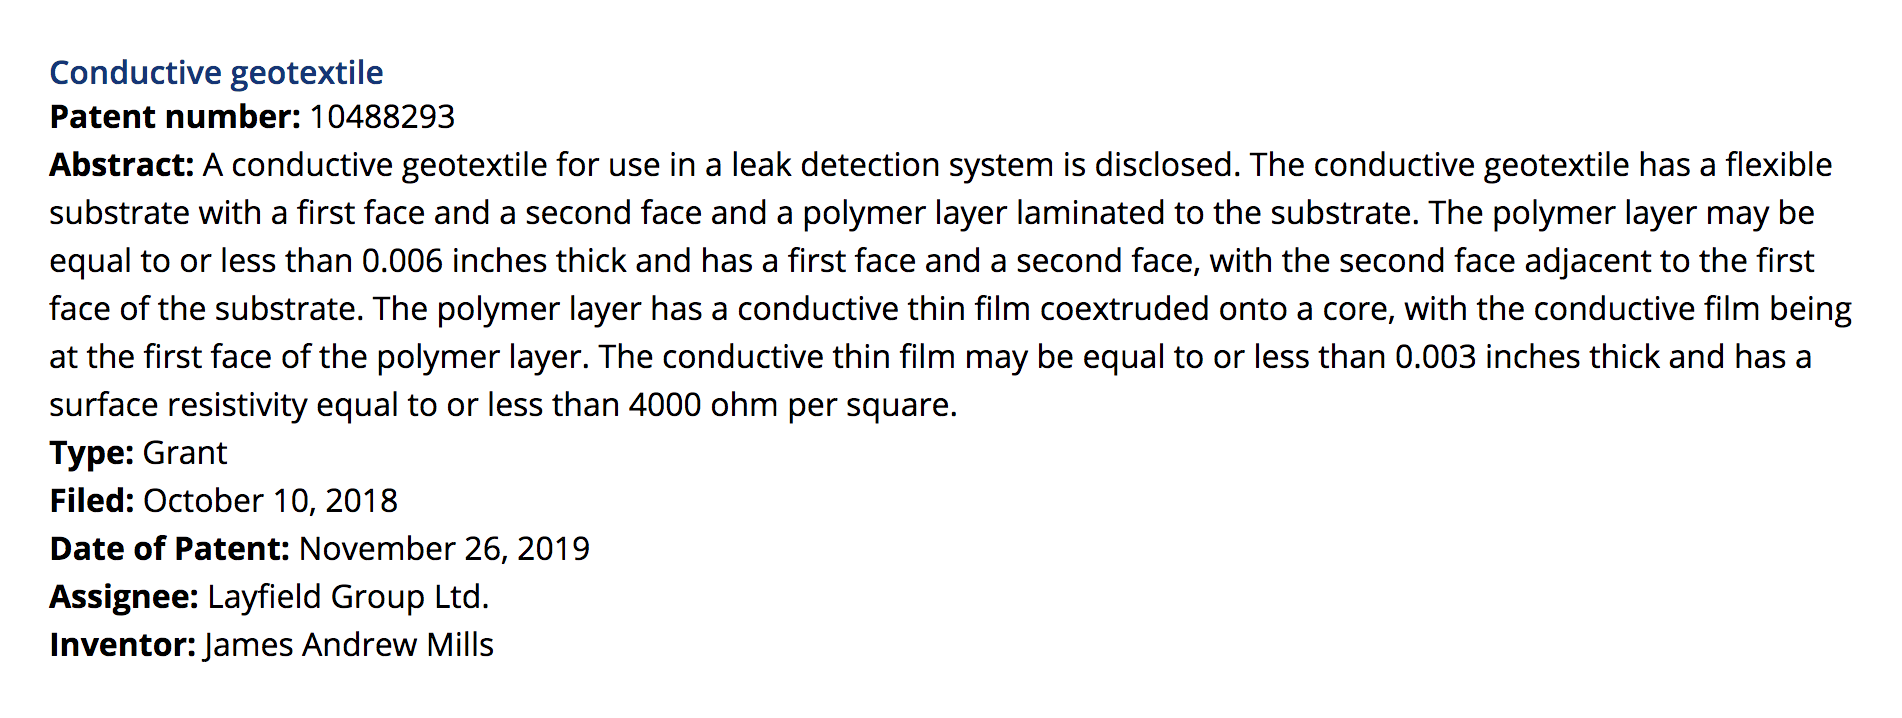 Conductive geotextile
Patent number: 10488293
Abstract: A conductive geotextile for use in a leak detection system is disclosed. The conductive geotextile has a flexible
substrate with a first face and a second face and a polymer layer laminated to the substrate. The polymer layer may be
equal to or less than 0.006 inches thick and has a first face and a second face, with the second face adjacent to the first
face of the substrate. The polymer layer has a conductive thin film coextruded onto a core, with the conductive film being
at the first face of the polymer layer. The conductive thin film may be equal to or less than 0.003 inches thick and has a
surface resistivity equal to or less than 4000 ohm per square.
Type: Grant
Filed: October 10, 2018
Date of Patent: November 26, 2019
Assignee: Layfield Group Ltd.
Inventor: James Andrew Mills